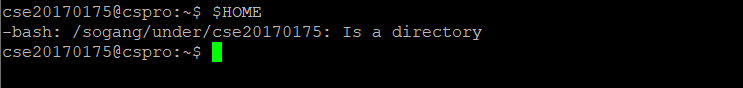 cse20170175@cspro:~$ $HOME
-bash: /sogang/under/cse20170175: Is a directory
cse20170175@cspro:~$